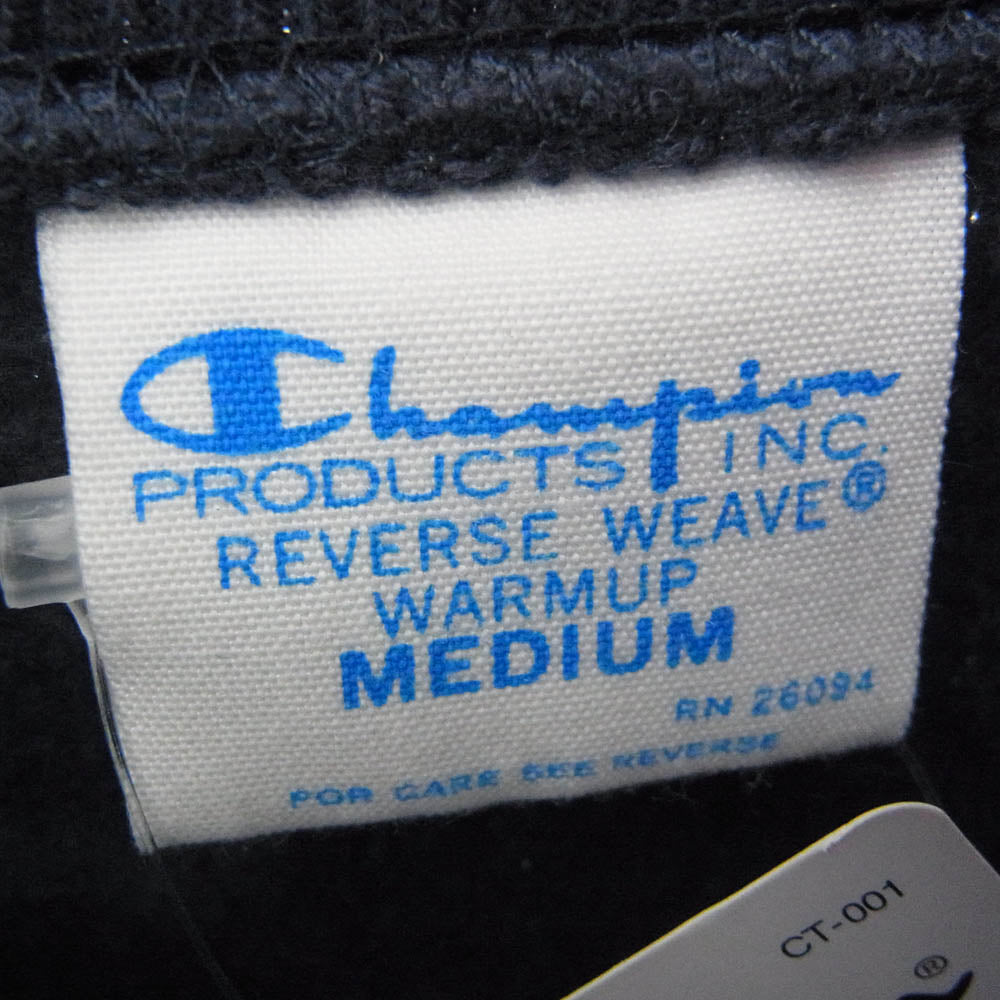 Champion
PRODUCTS INC.
REVERSE WEAVE®
WARMUP
MEDIUM
RN 26094
FOR CARE SEE REVERSE
CT-001
®